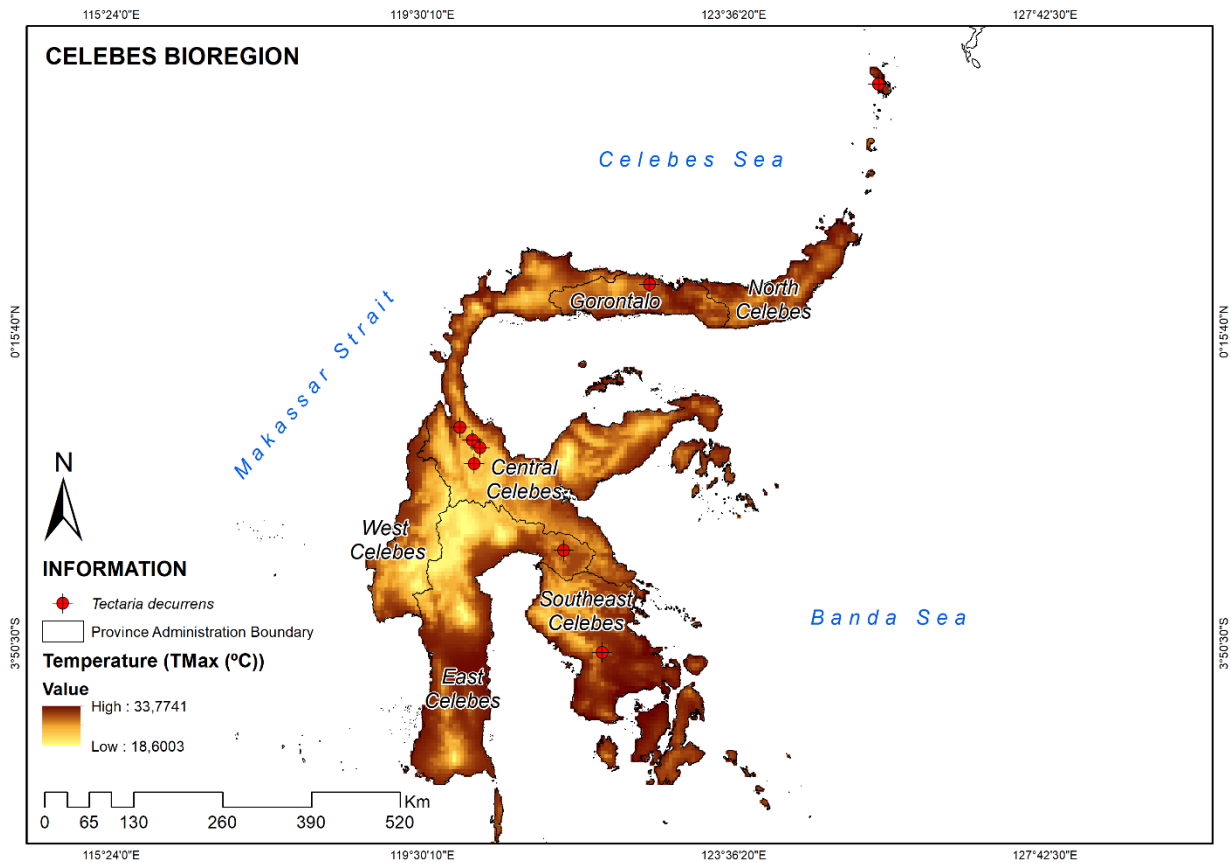 115°24'0"E 119°30'10"E 123°36'20"E 127°42'30"E
CELEBES BIOREGION
Celebes Sea
Makassar Strait
0°15'40"N
0°15'40"N
Gorontalo
North
Celebes
Central
Celebes
West
Celebes
Southeast
Celebes
East
Celebes
Banda Sea
3°50'30"S
3°50'30"S
N
INFORMATION
Tectaria decurrens
Province Administration Boundary
Temperature (TMax (ºC))
Value
High : 33,7741
Low : 18,6003
Km
0 65 130 260 390 520
115°24'0"E 119°30'10"E 123°36'20"E 127°42'30"E